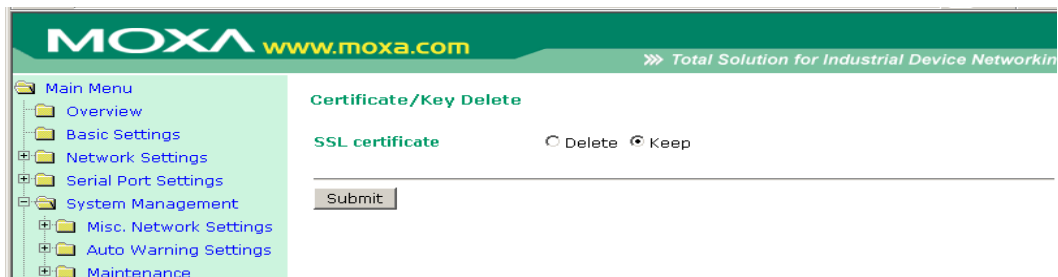 MOXA www.moxa.com
Total Solution for Industrial Device Networkin
Main Menu
Overview
Basic Settings
Network Settings
Serial Port Settings
System Management
Misc. Network Settings
Auto Warning Settings
Maintenance
Certificate/Key Delete
SSL certificate Delete Keep
Submit